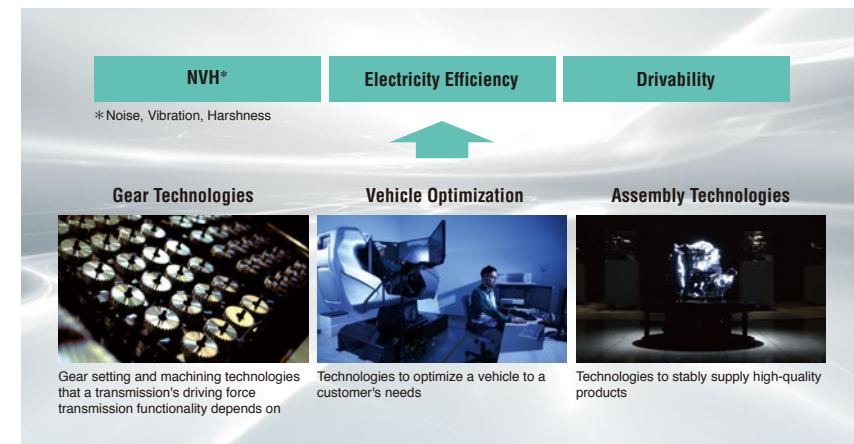 NVH*
Electricity Efficiency
Drivability
*Noise, Vibration, Harshness
Gear Technologies
Vehicle Optimization
Assembly Technologies
Gear setting and machining technologies
that a transmission's driving force
transmission functionality depends on
Technologies to optimize a vehicle to a
customer's needs
Technologies to stably supply high-quality
products